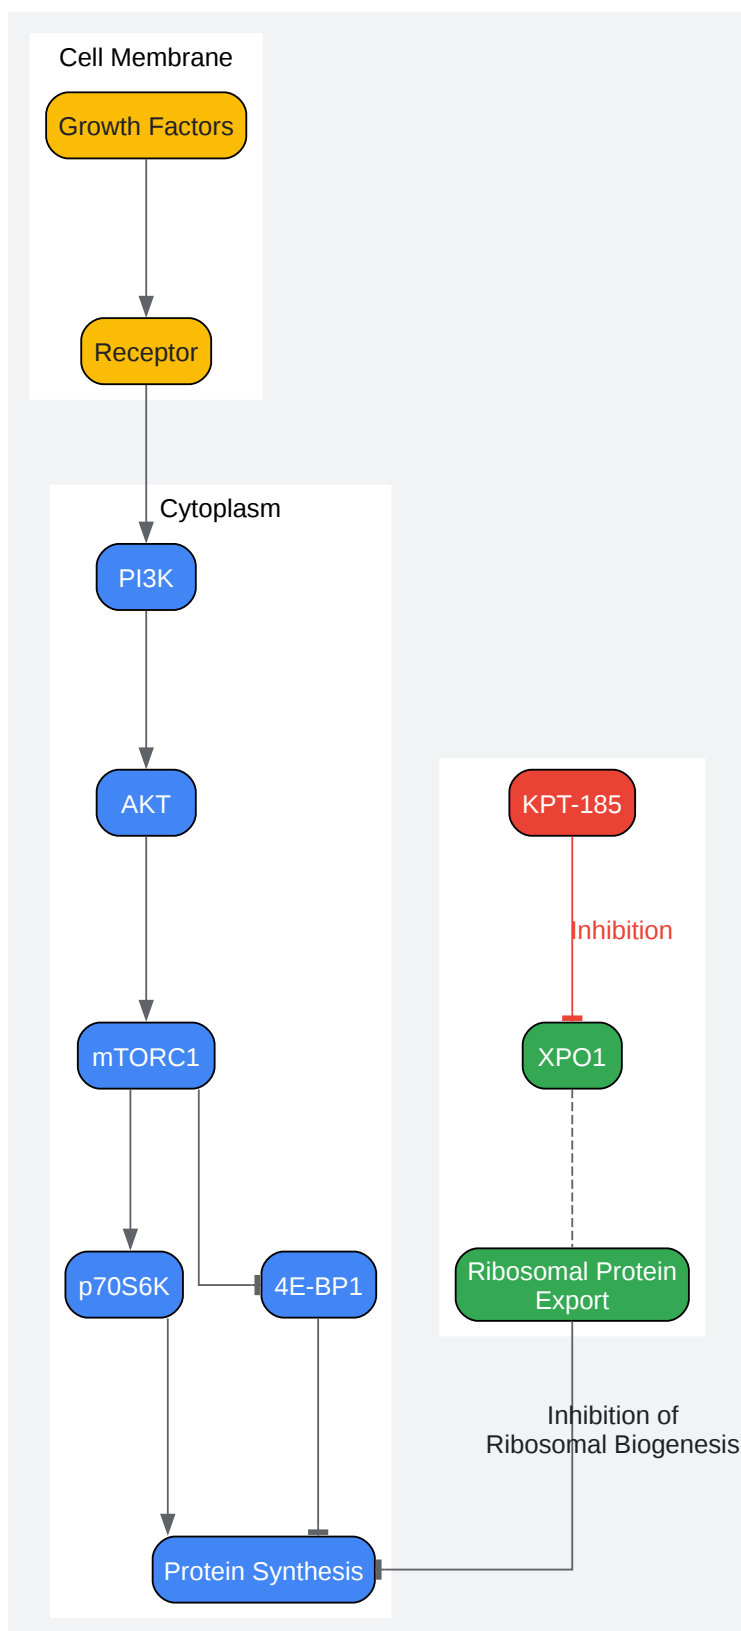 Cell Membrane
Growth Factors
Receptor
Cytoplasm
PI3K
AKT
KPT-185
Inhibition
mTORC1
XPO1
p70S6K
4E-BP1
Ribosomal Protein
Export
Inhibition of
Ribosomal Biogenesis
Protein Synthesis